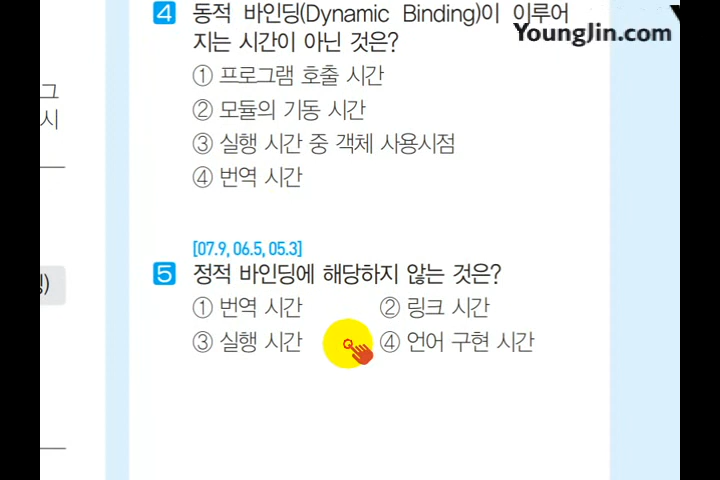 4 동적 바인딩(Dynamic Binding)이 이루어
지는 시간이 아닌 것은?
YoungJin.com
① 프로그램 호출 시간
② 모듈의 기동 시간
③ 실행 시간 중 객체 사용시점
④ 번역 시간
그
시
[07.9, 06.5, 05.3]
5 정적 바인딩에 해당하지 않는 것은?
① 번역 시간 ② 링크 시간
③ 실행 시간 ④ 언어 구현 시간